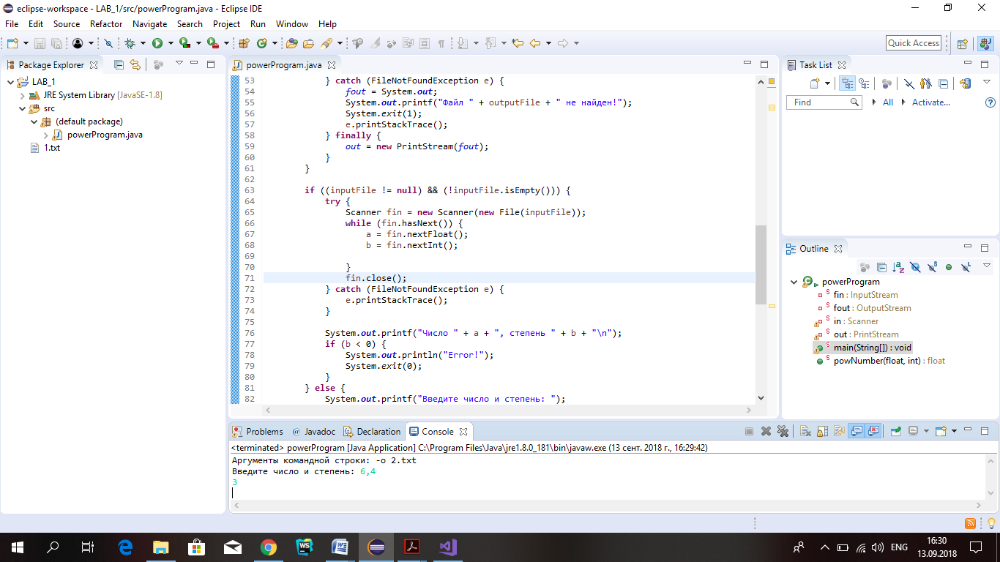 eclipse-workspace - LAB_1/src/powerProgram.java - Eclipse IDE
File Edit Source Refactor Navigate Search Project Run Window Help
Quick Access
Package Explorer
LAB_1
JRE System Library [JavaSE-1.8]
src
(default package)
powerProgram.java
1.txt
powerProgram.java
53 } catch (FileNotFoundException e) {
54 fout = System.out;
55 System.out.printf("Файл " + outputFile + " не найден!");
56 System.exit(1);
57 e.printStackTrace();
58 } finally {
59 out = new PrintStream(fout);
60 }
61 }
62
63 if ((inputFile != null) && (!inputFile.isEmpty())) {
64 try {
65 Scanner fin = new Scanner(new File(inputFile));
66 while (fin.hasNext()) {
67 a = fin.nextFloat();
68 b = fin.nextInt();
69
70 }
71 fin.close();
72 } catch (FileNotFoundException e) {
73 e.printStackTrace();
74 }
75
76 System.out.printf("Число " + a + ", степень " + b + "\n");
77 if (b < 0) {
78 System.out.println("Error!");
79 System.exit(0);
80 }
81 } else {
82 System.out.printf("Введите число и степень: ");
Task List
Find All Activate...
Outline
powerProgram
fin : InputStream
fout : OutputStream
in : Scanner
out : PrintStream
main(String[]) : void
powNumber(float, int) : float
Problems @ Javadoc Declaration Console
<terminated> powerProgram [Java Application] C:\Program Files\Java\jre1.8.0_181\bin\javaw.exe (13 сент. 2018 г., 16:29:42)
Аргументы командной строки: -o 2.txt
Введите число и степень: 6,4
3
ENG
16:30
13.09.2018